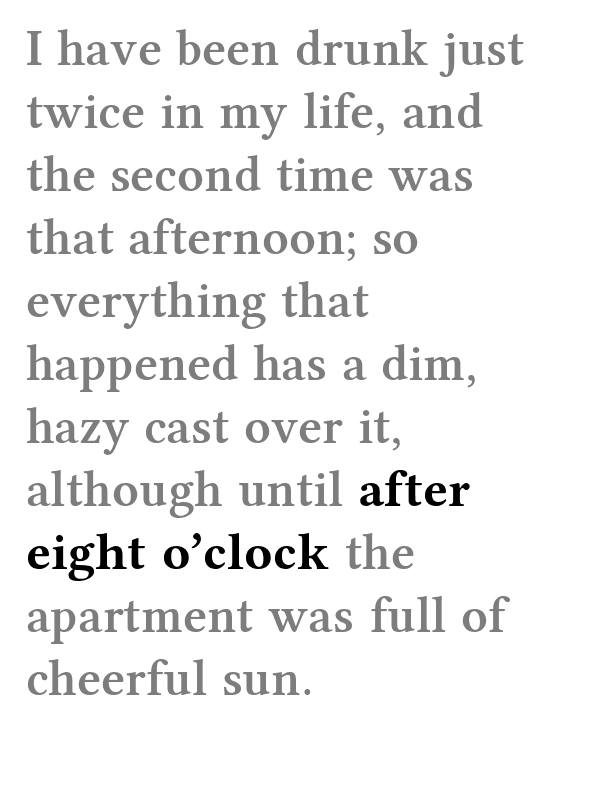 I have been drunk just
twice in my life, and
the second time was
that afternoon; so
everything that
happened has a dim,
hazy cast over it,
although until after
eight o’clock the
apartment was full of
cheerful sun.